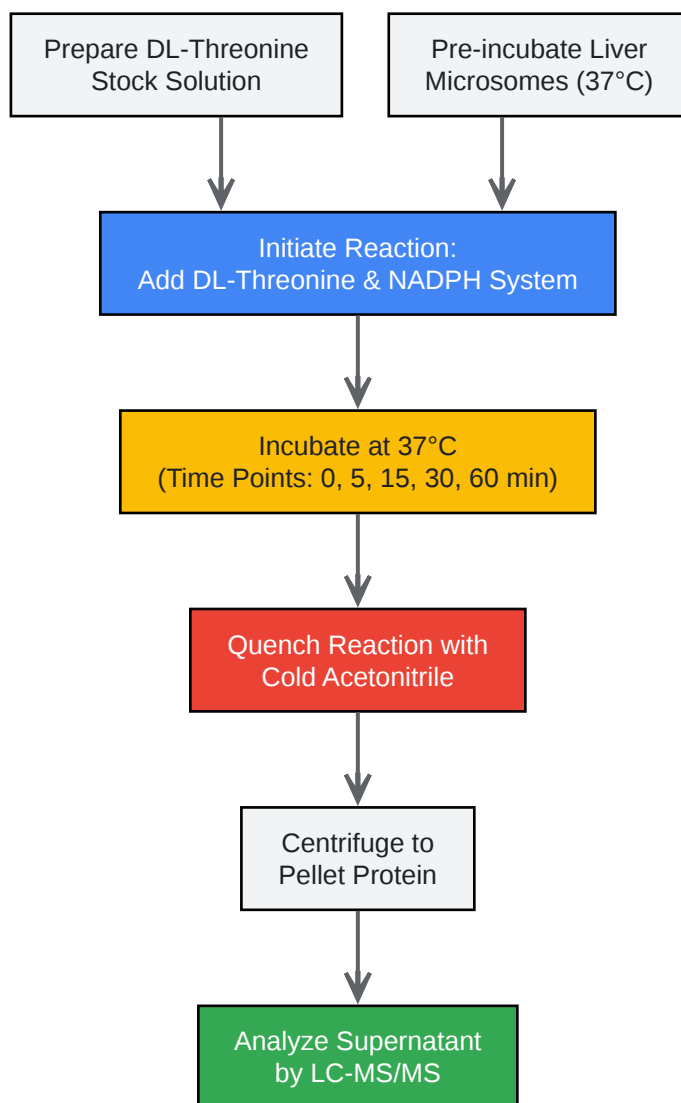 Prepare DL-Threonine
Stock Solution
Pre-incubate Liver
Microsomes (37°C)
Initiate Reaction:
Add DL-Threonine & NADPH System
Incubate at 37°C
(Time Points: 0, 5, 15, 30, 60 min)
Quench Reaction with
Cold Acetonitrile
Centrifuge to
Pellet Protein
Analyze Supernatant
by LC-MS/MS